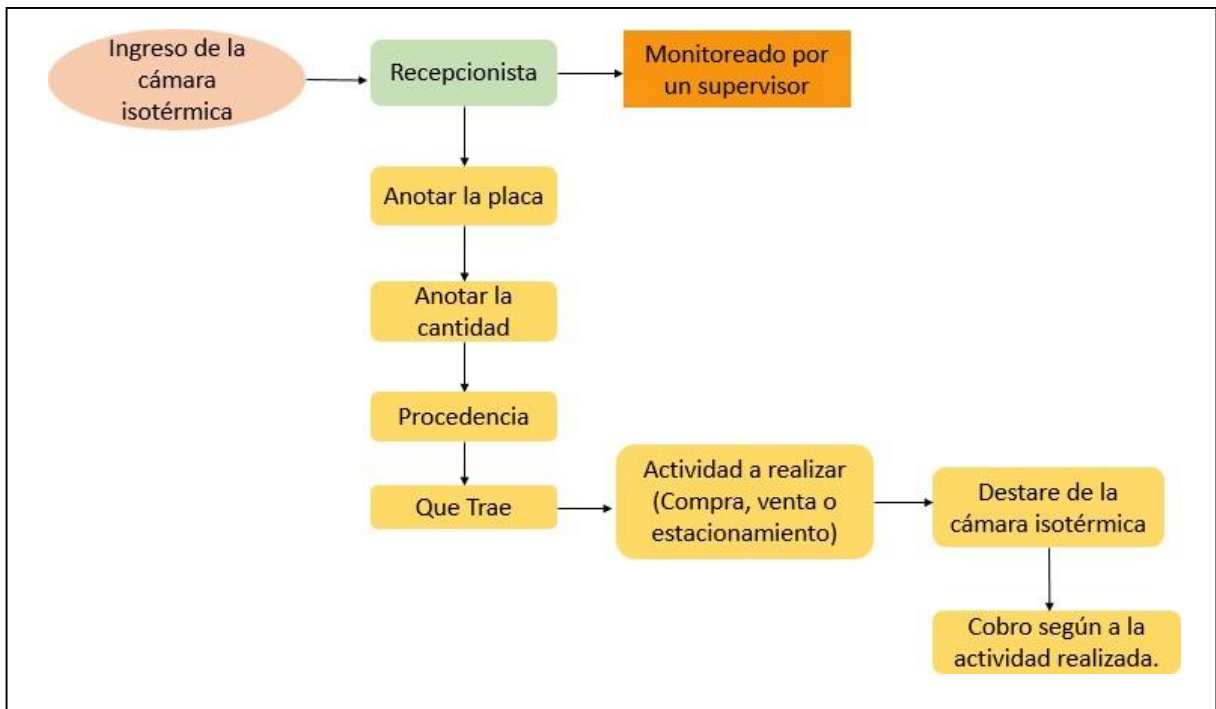 Ingreso de la
cámara
isotérmica
Recepcionista
Monitoreado por
un supervisor
Anotar la placa
Anotar la
cantidad
Procedencia
Que Trae
Actividad a realizar
(Compra, venta o
estacionamiento)
Destare de la
cámara isotérmica
Cobro según a la
actividad realizada.